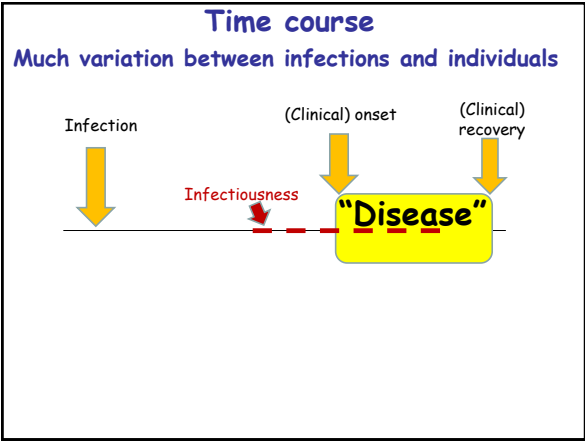 Time course
Much variation between infections and individuals
Infection
(Clinical) onset
(Clinical)
recovery
Infectiousness
"Disease"